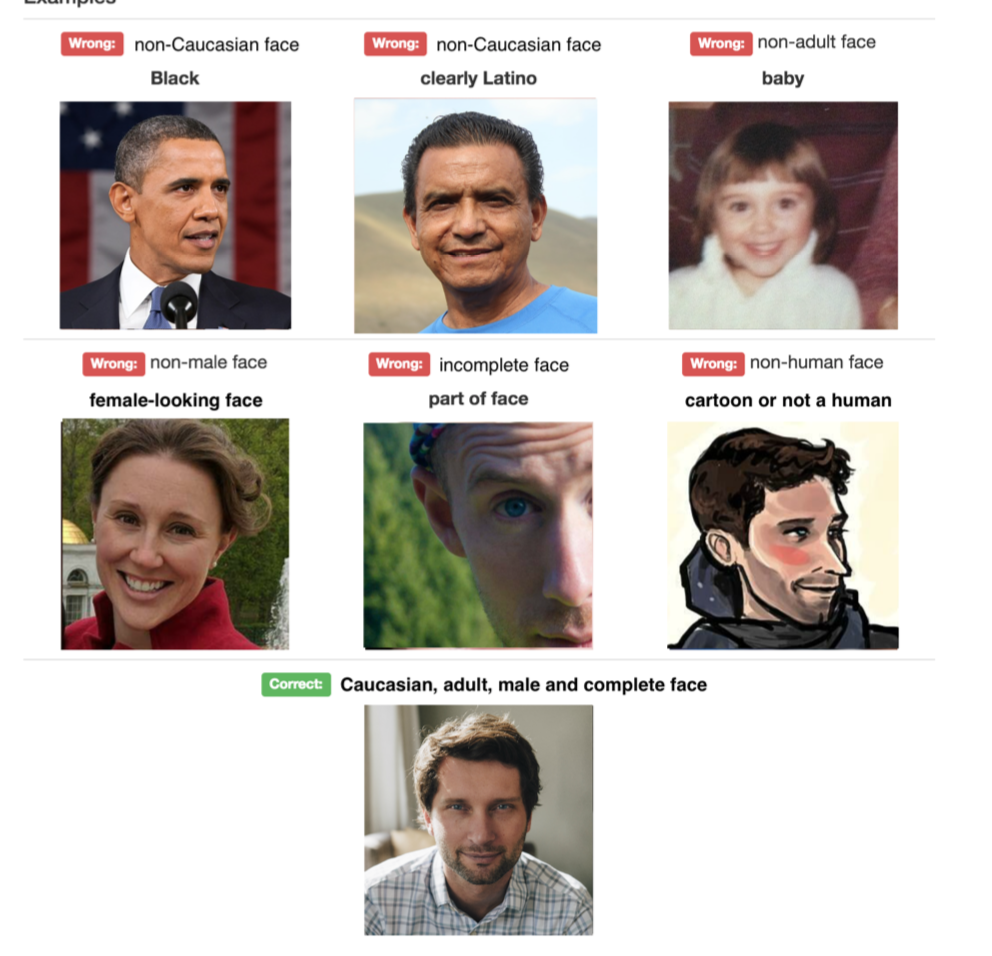 Examples
Wrong: non-Caucasian face
Black
Wrong: non-Caucasian face
clearly Latino
Wrong: non-adult face
baby
Wrong: non-male face
female-looking face
Wrong: incomplete face
part of face
Wrong: non-human face
cartoon or not a human
Correct: Caucasian, adult, male and complete face